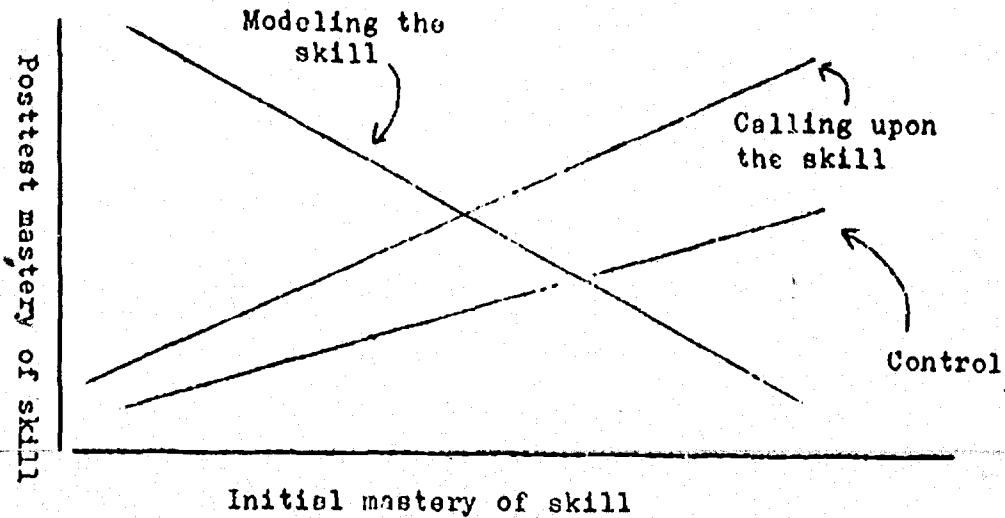 Modeling the
skill
Calling upon
the skill
Control
Posttest mastery of skill
Initial mastery of skill